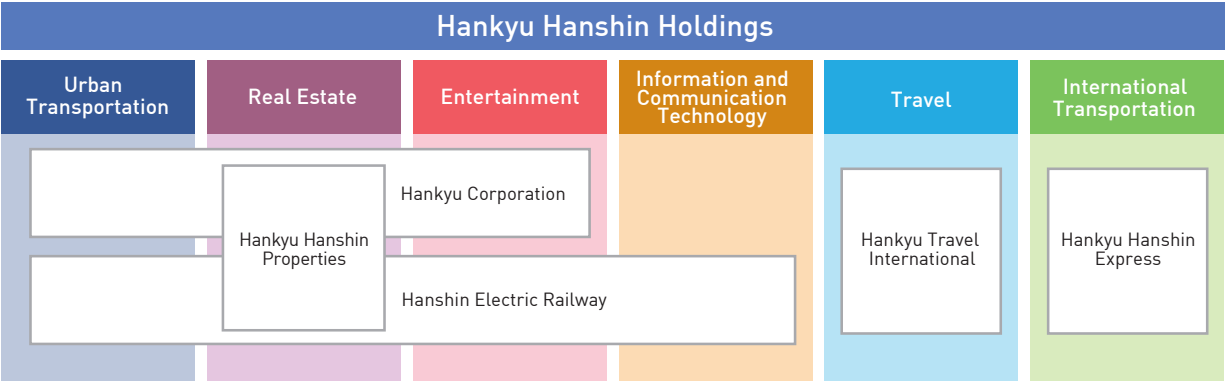 Hankyu Hanshin Holdings
Urban
Transportation
Real Estate
Entertainment
Information and
Communication
Technology
Travel
International
Transportation
Hankyu Corporation
Hankyu Hanshin
Properties
Hanshin Electric Railway
Hankyu Travel
International
Hankyu Hanshin
Express